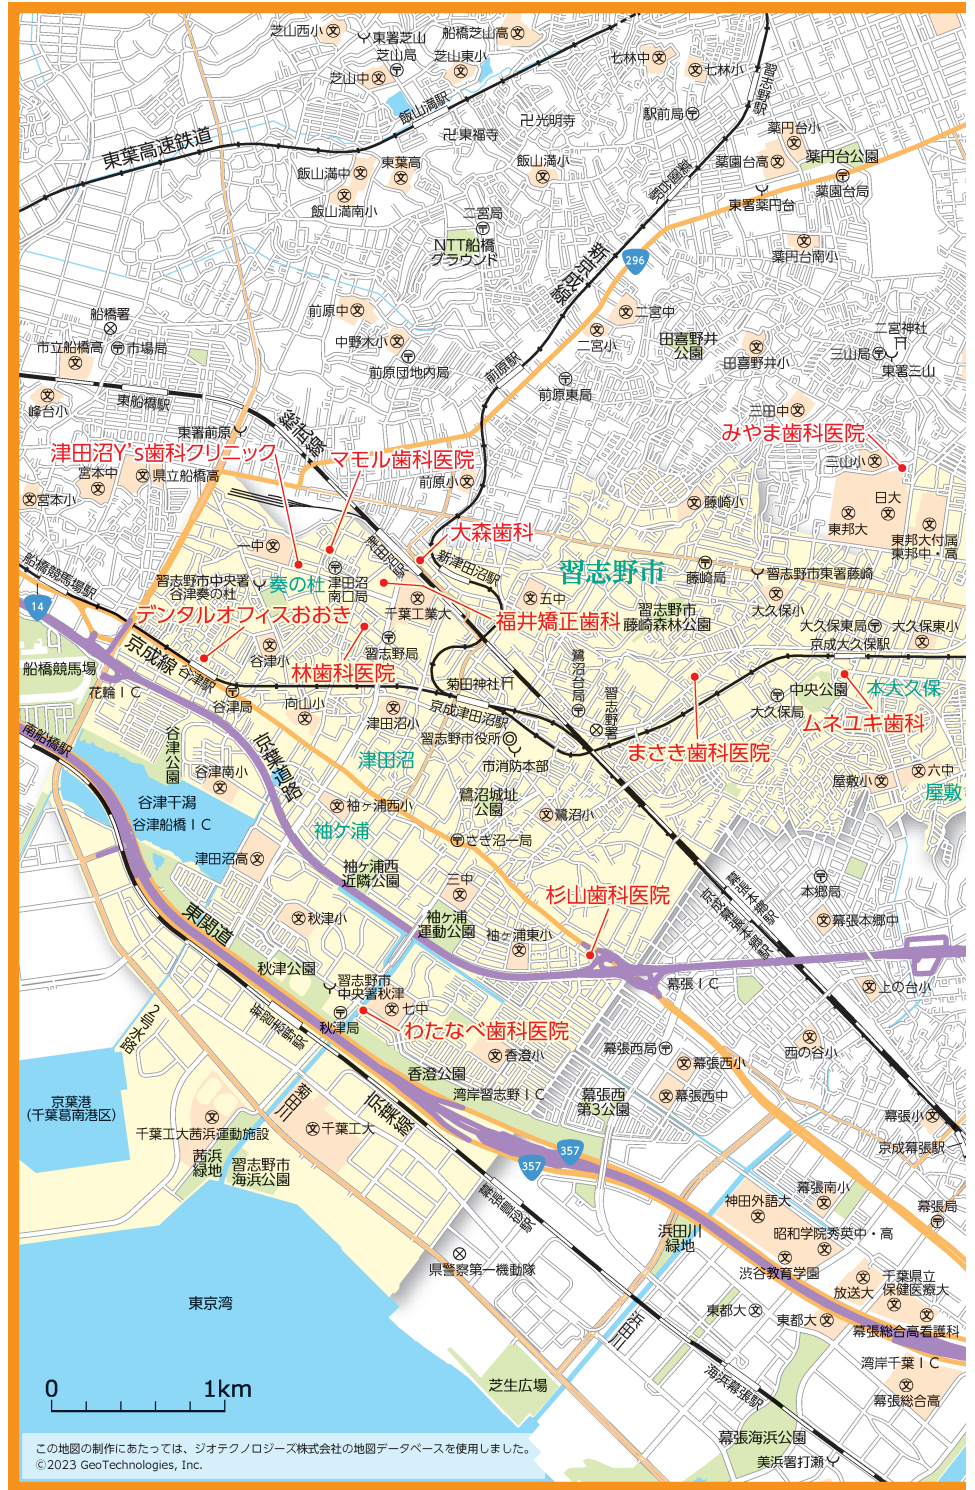 芝山西小
東署芝山
船橋芝山高
芝山局
芝山東小
芝山中
七林中
七林小
習志野駅
飯山満駅
東葉高速鉄道
卍東福寺
卍光明寺
駅前局
薬円台小
薬園台高
薬円台公園
飯山満中
東葉高
飯山満小
薬園台駅
薬園台局
飯山満南小
東署薬円台
二宮局
NTT船橋
グラウンド
新京成線
296
薬円台南小
船橋署
前原中
二宮中
市立船橋高
市場局
中野木小
二宮小
田喜野井
公園
田喜野井小
二宮神社
三山局
東署三山
前原団地内局
前原駅
前原東局
峰台小
東船橋駅
総武線
三田中
東署前原
みやま歯科医院
津田沼Y's歯科クリニック
マモル歯科医院
三山小
宮本中
県立船橋高
前原小
宮本小
藤崎小
日大
東邦大
東邦大付属
東邦中・高
大森歯科
一中
津田沼駅
新津田沼駅
習志野市
藤崎局
習志野市東署藤崎
船橋競馬場駅
習志野市中央署
谷津奏の杜
奏の杜
津田沼
南口局
14
デンタルオフィスおおき
千葉工業大
五中
福井矯正歯科
習志野市
藤崎森林公園
大久保小
大久保東局
大久保東小
京成大久保駅
京成線
谷津小
習志野局
林歯科医院
船橋競馬場
谷津駅
花輪IC
谷津局
菊田神社
鷺沼台局
習志野署
中央公園
本大久保
大久保局
ムネユキ歯科
向山小
津田沼小
京成津田沼駅
習志野市役所
まさき歯科医院
南船橋駅
谷津公園
京葉道路
津田沼
市消防本部
谷津南小
屋敷小
六中
屋敷
谷津干潟
谷津船橋IC
袖ケ浦西小
鷺沼城址
公園
鷺沼小
袖ケ浦
さぎ沼一局
津田沼高
袖ヶ浦西
近隣公園
三中
幕張本郷駅
京成幕張本郷駅
本郷局
杉山歯科医院
東関道
秋津小
袖ヶ浦
運動公園
袖ケ浦東小
幕張本郷中
秋津公園
習志野市
中央署秋津
幕張IC
上の台小
2号水路
新習志野駅
秋津局
七中
わたなべ歯科医院
香澄小
幕張西局
幕張西小
西の谷小
香澄公園
湾岸習志野IC
幕張西
第3公園
幕張西中
京葉港
(千葉葛南港区)
菊田川
京葉線
千葉工大茜浜運動施設
千葉工大
幕張小
京成幕張駅
茜浜
緑地
習志野市
海浜公園
357
357
幕張豊砂駅
神田外語大
幕張南小
幕張局
浜田川
緑地
昭和学院秀英中・高
県警察第一機動隊
渋谷教育学園
放送大
千葉県立
保健医療大
東京湾
東都大
東都大
浜田川
幕張総合高看護科
湾岸千葉IC
海浜幕張駅
幕張総合高
芝生広場
0 1km
幕張海浜公園
美浜署打瀬
この地図の制作にあたっては、ジオテクノロジーズ株式会社の地図データベースを使用しました。
©2023 GeoTechnologies, Inc.